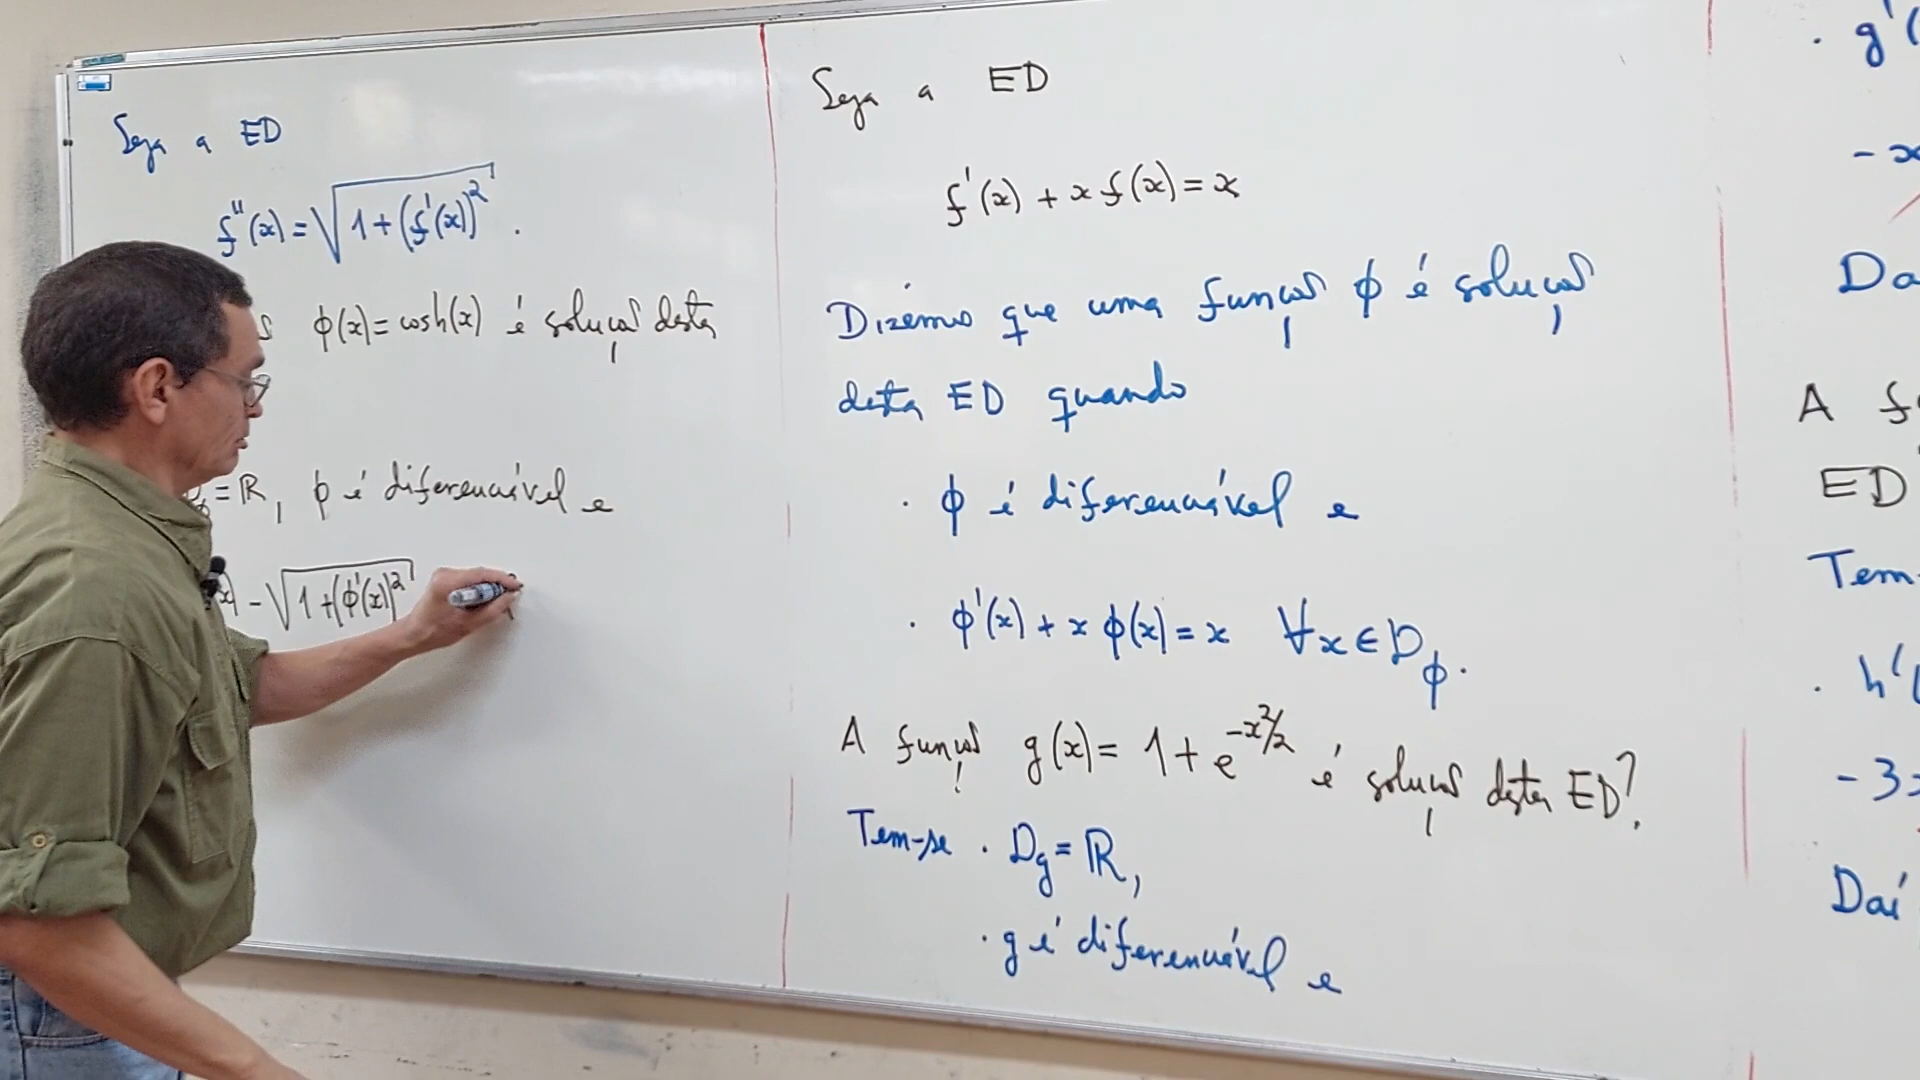 Seja a ED
f''(x) = √(1 + (f'(x))²).
ϕ(x) = cosh(x) é solução desta
= ℝ, ϕ é diferenciável e
x) - √(1 + (ϕ'(x))²
Seja a ED
f'(x) + x f(x) = x
Dizemos que uma função ϕ é solução
desta ED quando
· ϕ é diferenciável e
· ϕ'(x) + x ϕ(x) = x ∀x ∈ D_ϕ.
A função g(x) = 1 + e^(-x²/2) é solução desta ED?
Tem-se · D_g = ℝ,
· g é diferenciável e
· g'(
- x
Da
A f
ED
Tem-
· h'(
- 3x
Daí